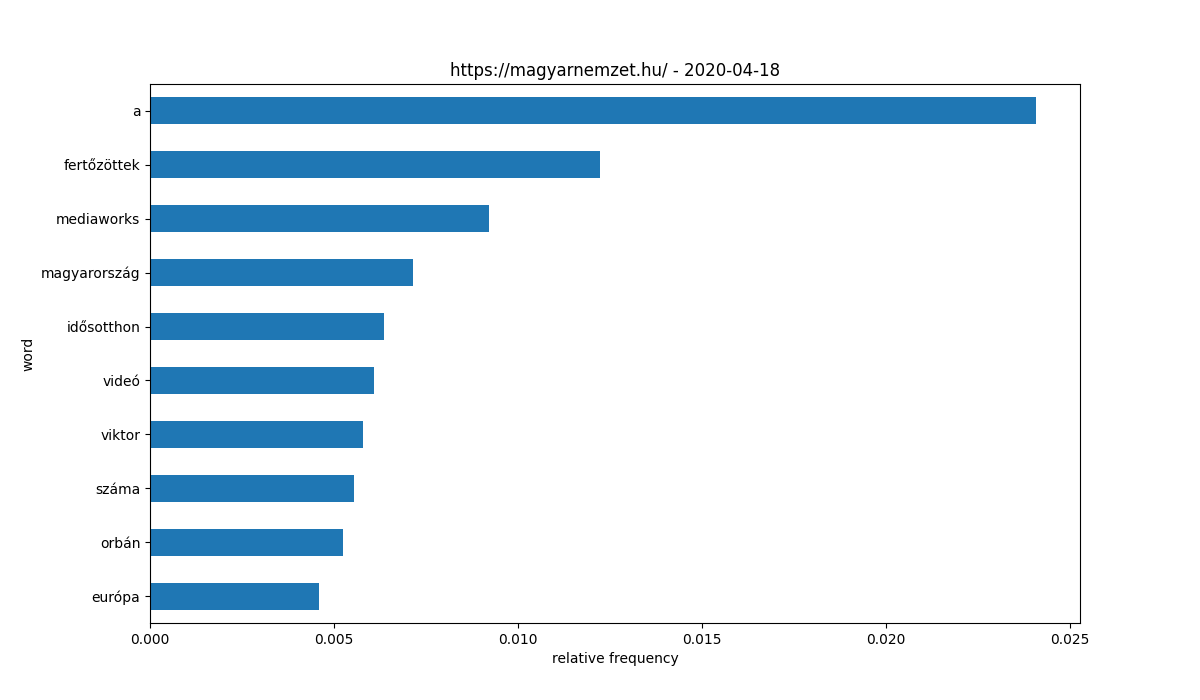 https://magyarnemzet.hu/ - 2020-04-18
a
fertőzöttek
mediaworks
magyarország
idősotthon
videó
viktor
száma
orbán
európa
word
0.000 0.005 0.010 0.015 0.020 0.025
relative frequency